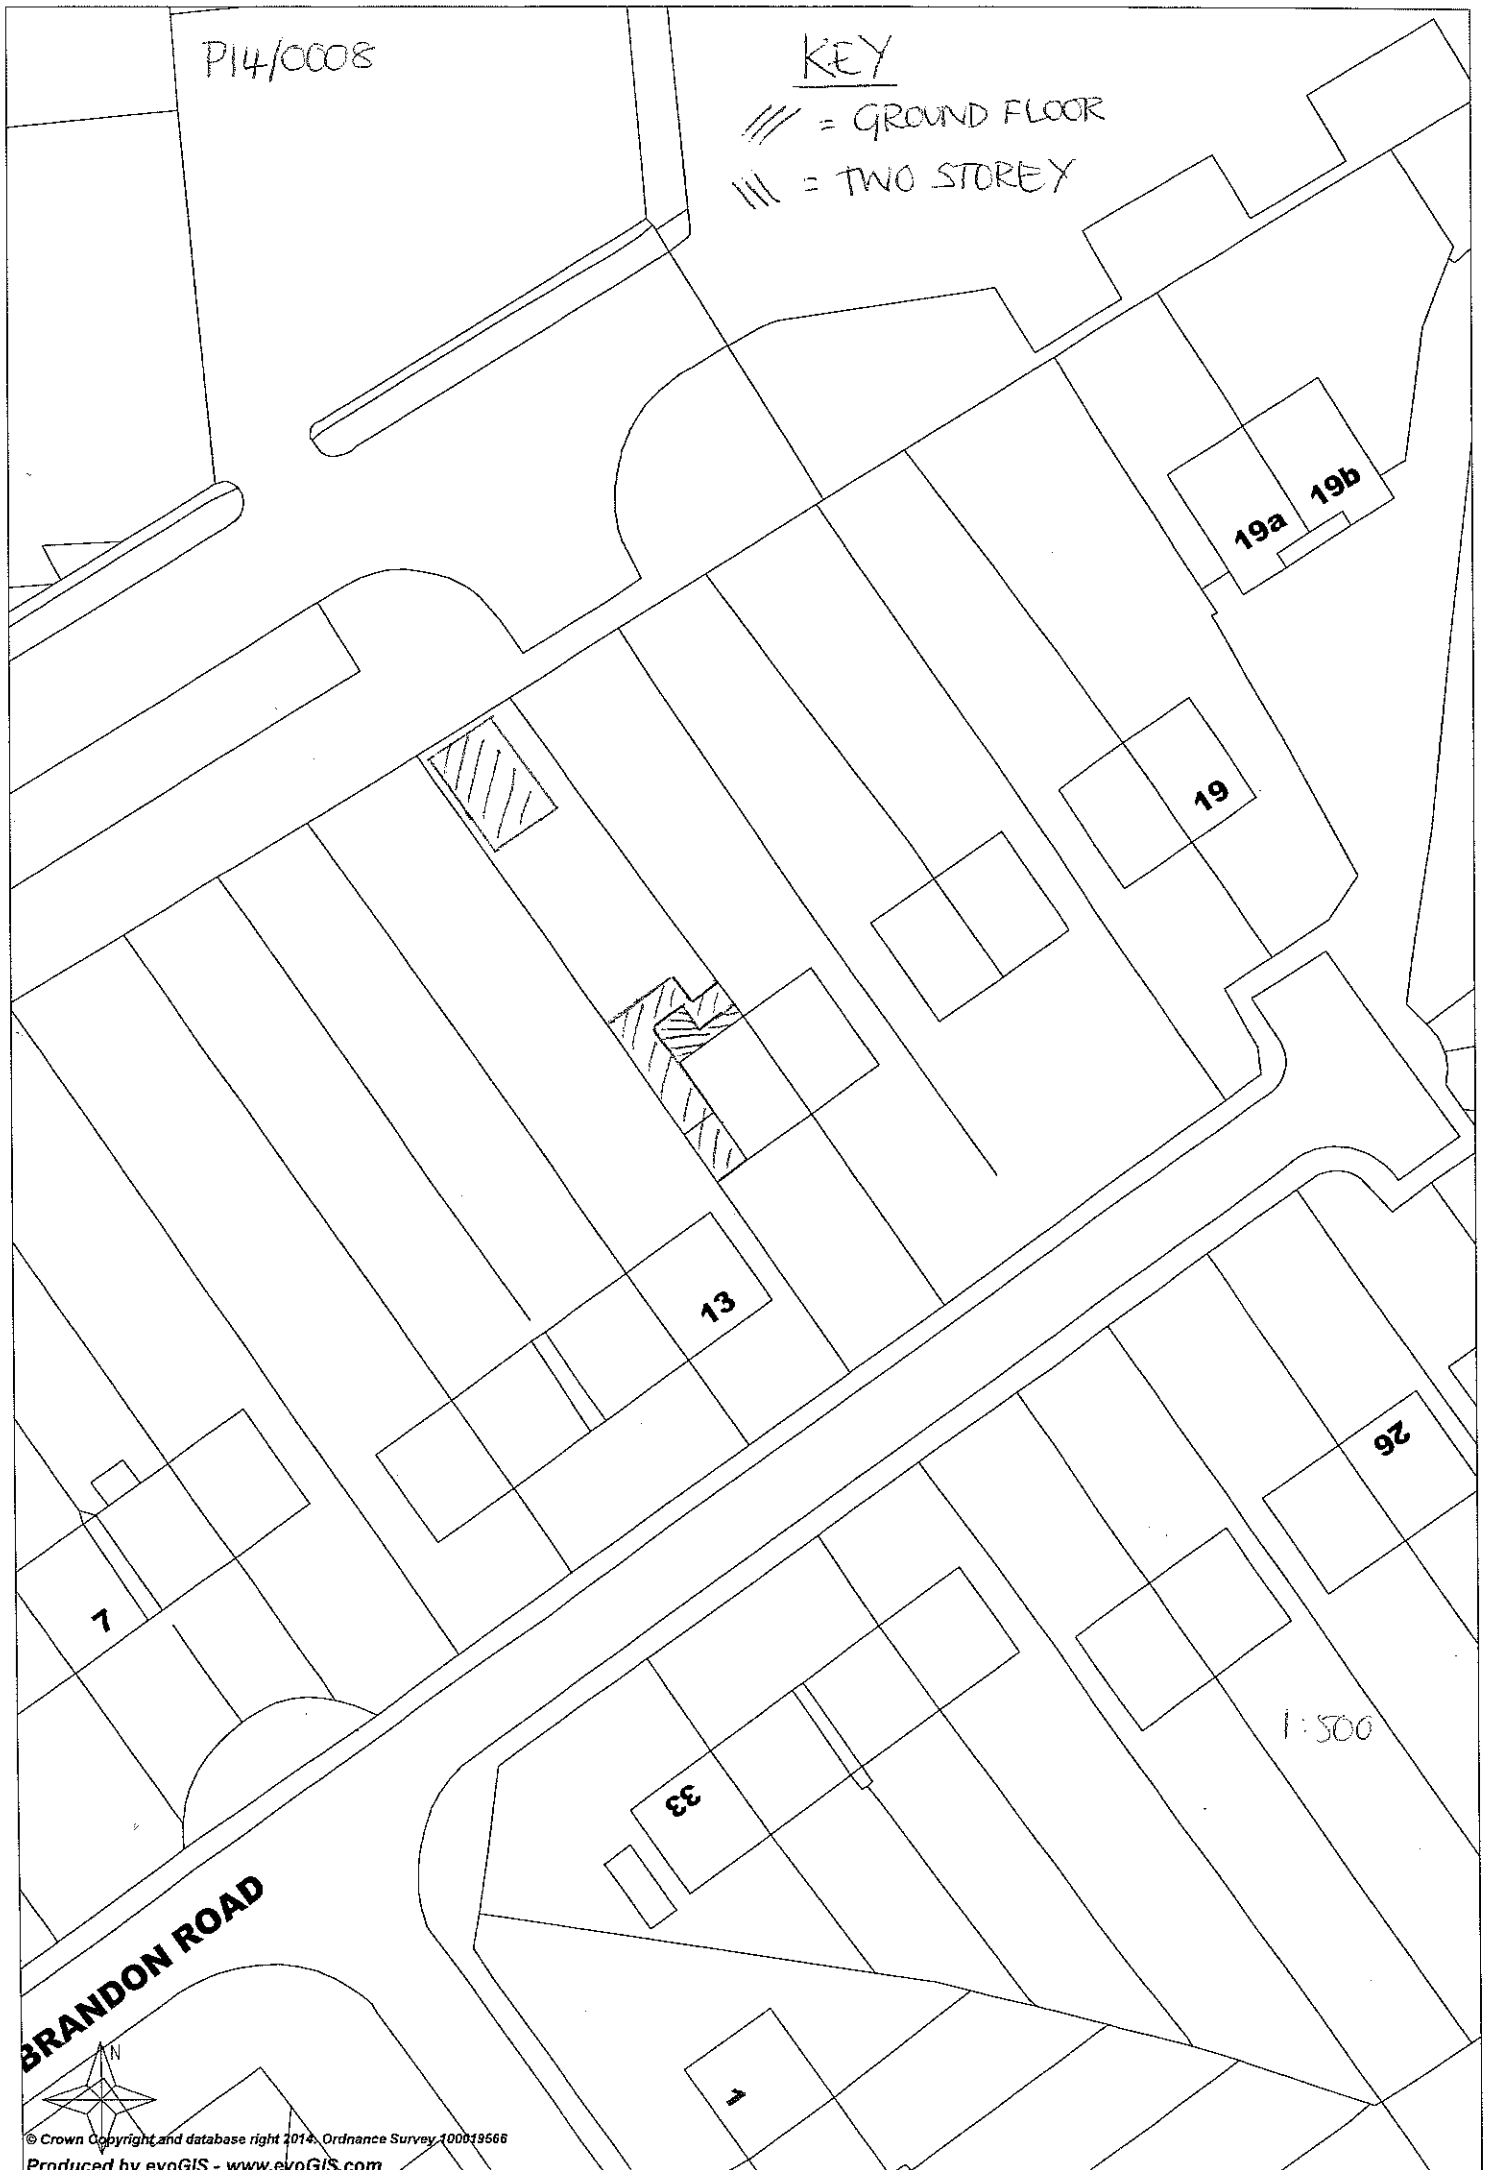 P14/0008
KEY
/// = GROUND FLOOR
\\\ = TWO STOREY
19b
19a
19
13
26
7
1:500
33
BRANDON ROAD
N
1
© Crown Copyright and database right 2014. Ordnance Survey 100019566
Produced by evoGIS - www.evoGIS.com